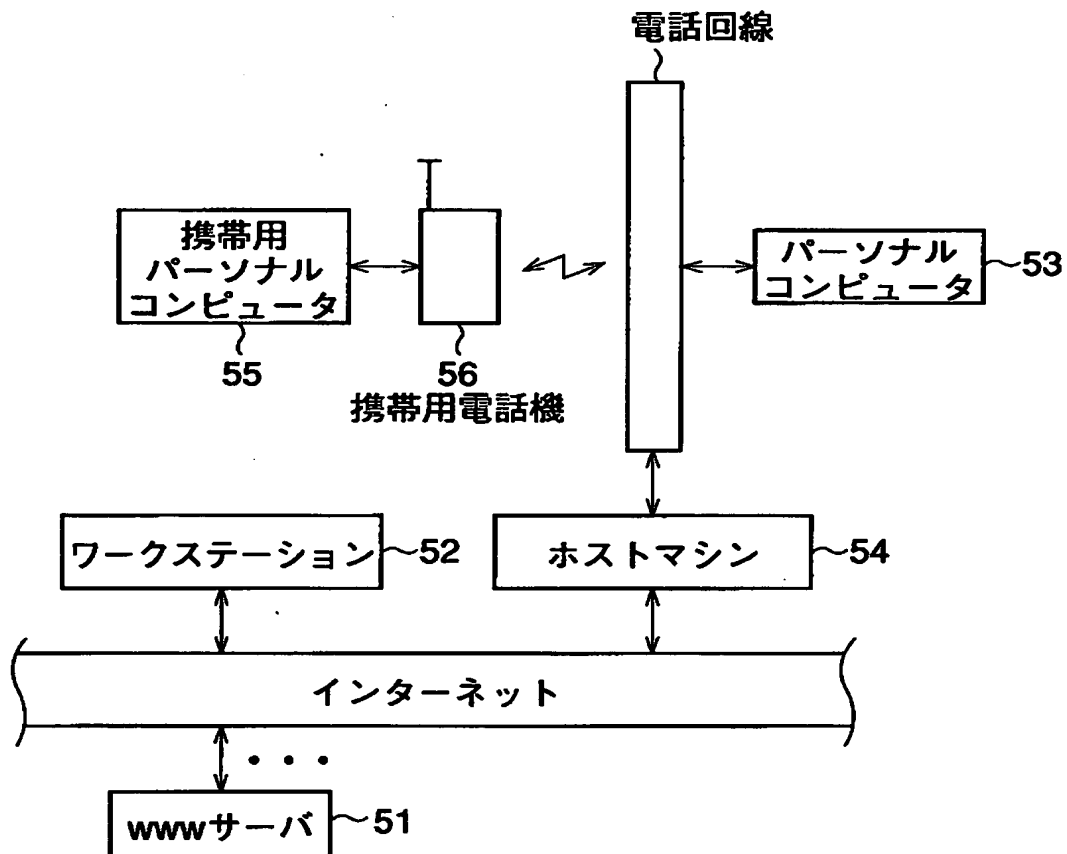 電話回線
携帯用
パーソナル
コンピュータ
55
56
携帯用電話機
パーソナル
コンピュータ
53
ワークステーション
52
ホストマシン
54
インターネット
・・・
wwwサーバ
51